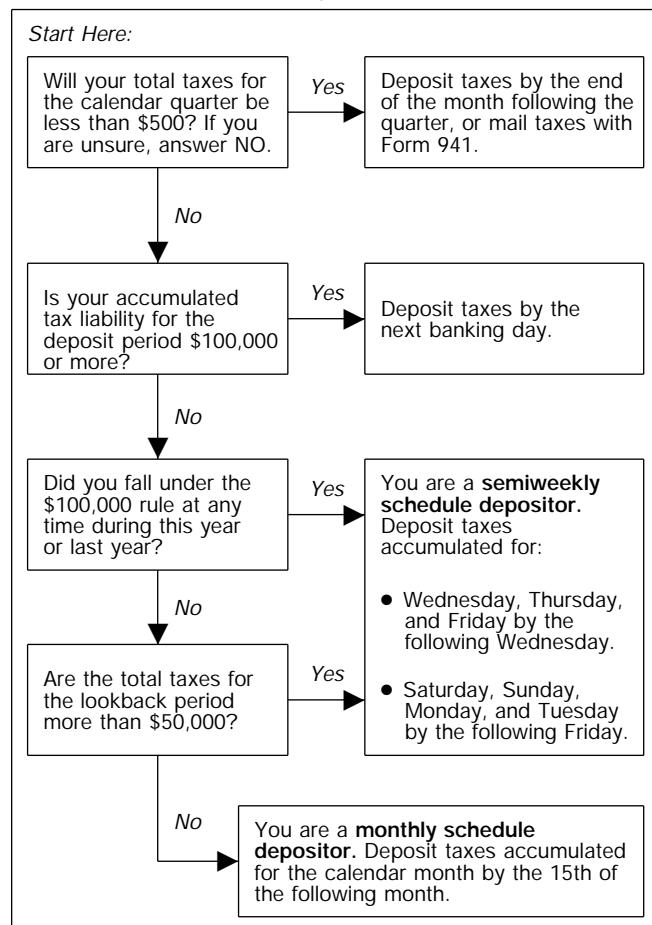 Start Here:
Will your total taxes for
the calendar quarter be
less than $500? If you
are unsure, answer NO.
Yes
Deposit taxes by the end
of the month following the
quarter, or mail taxes with
Form 941.
No
Is your accumulated
tax liability for the
deposit period $100,000
or more?
Yes
Deposit taxes by the
next banking day.
No
Did you fall under the
$100,000 rule at any
time during this year
or last year?
Yes
You are a semiweekly
schedule depositor.
Deposit taxes
accumulated for:
● Wednesday, Thursday,
and Friday by the
following Wednesday.
● Saturday, Sunday,
Monday, and Tuesday
by the following Friday.
No
Are the total taxes for
the lookback period
more than $50,000?
Yes
No
You are a monthly schedule
depositor. Deposit taxes accumulated
for the calendar month by the 15th of
the following month.